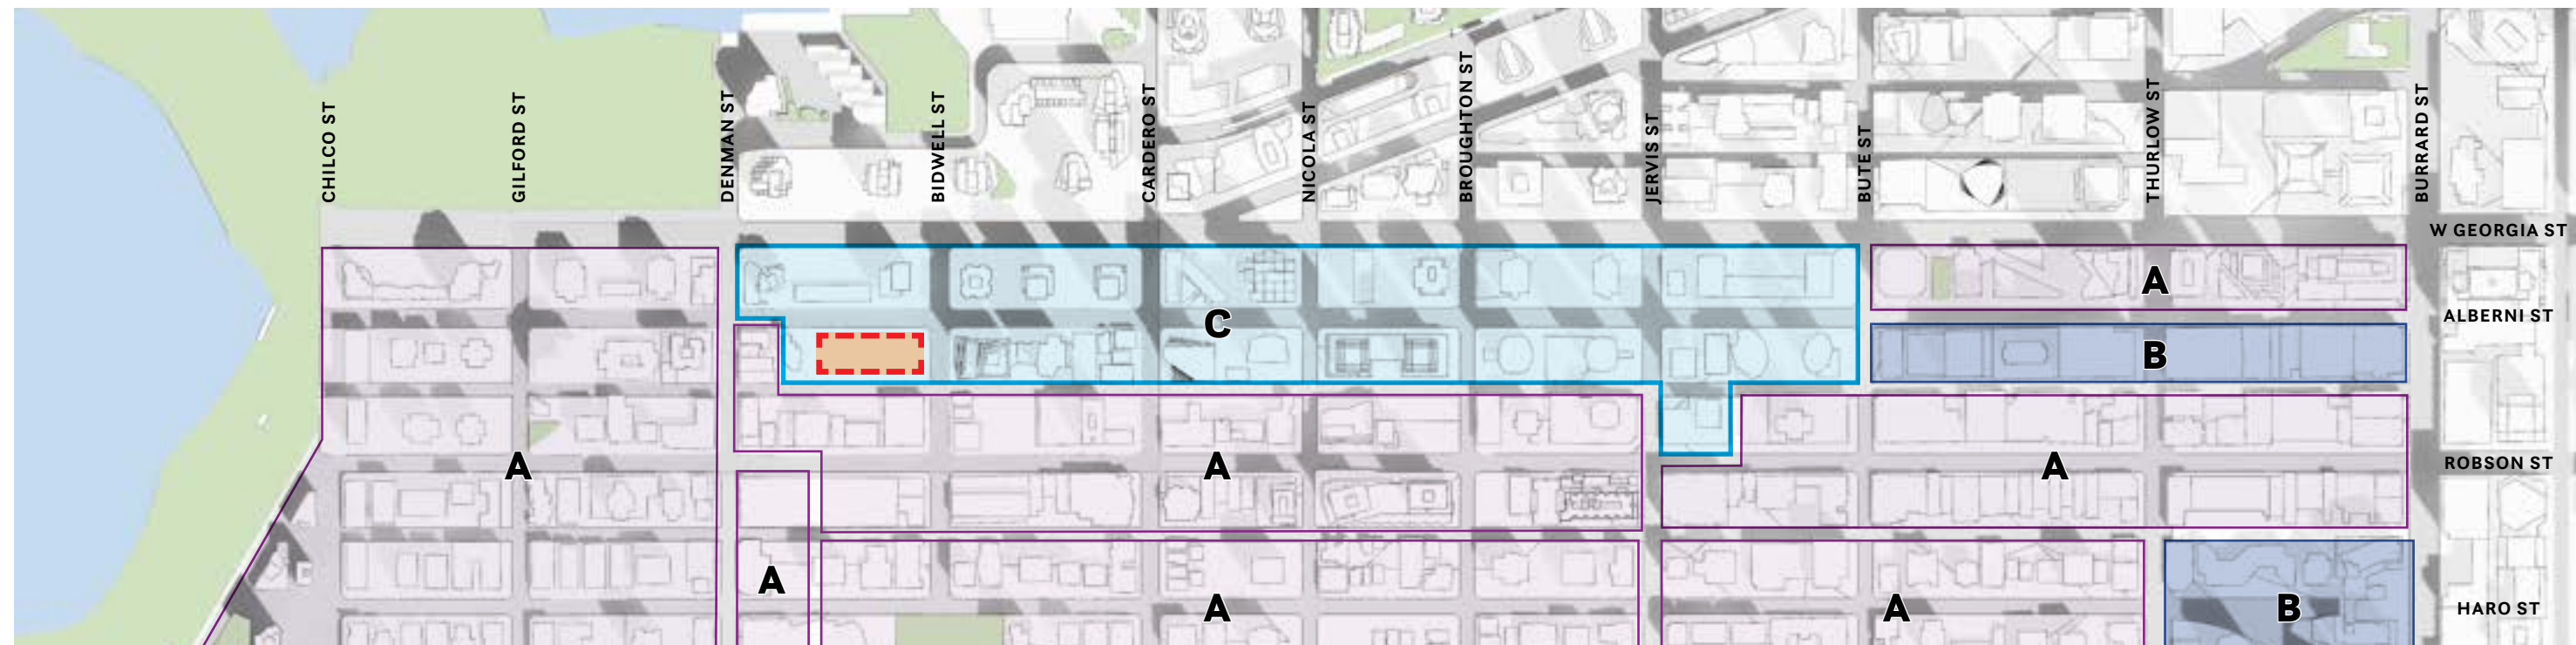 CHILCO ST
GILFORD ST
DENMAN ST
BIDWELL ST
CARDERO ST
NICOLA ST
BROUGHTON ST
JERVIS ST
BUTE ST
THURLOW ST
BURRARD ST
W GEORGIA ST
A
ALBERNI ST
C
B
A
A
A
ROBSON ST
A
A
A
B
HARO ST